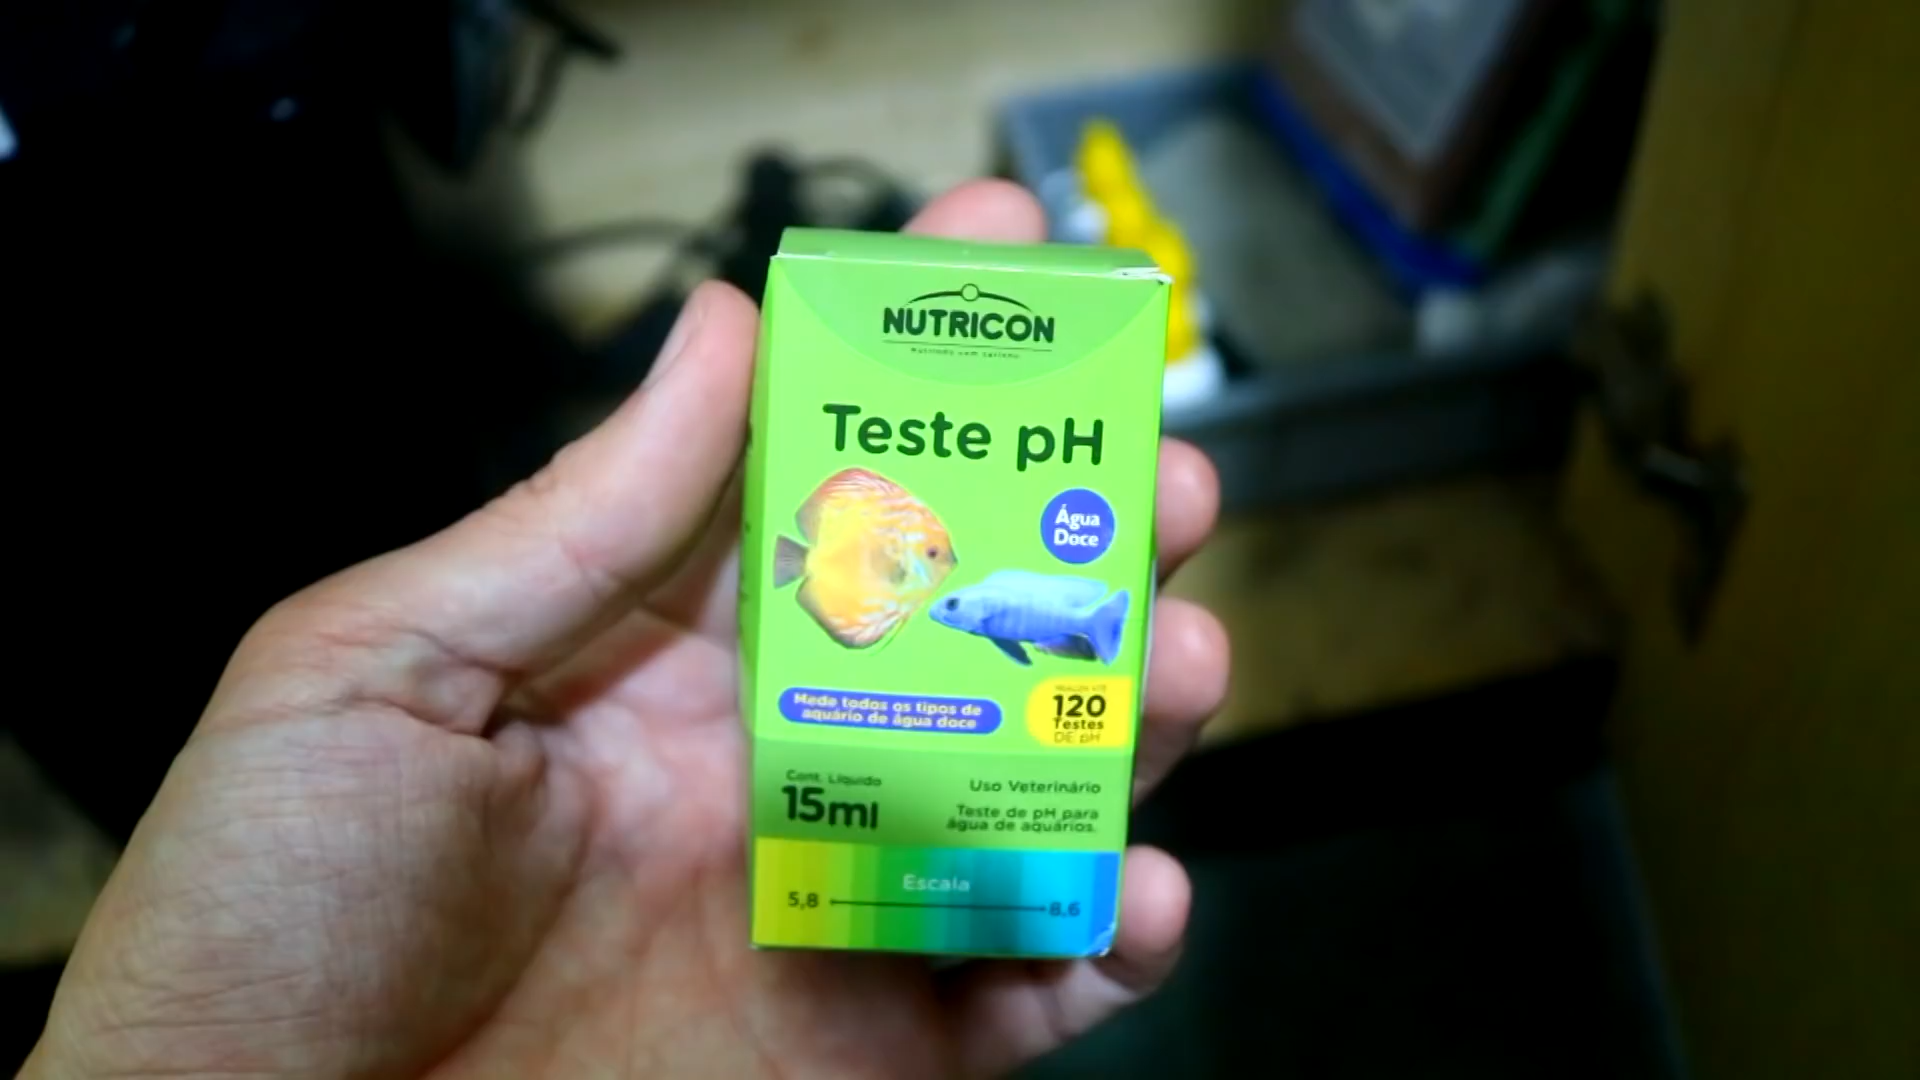 NUTRICON
Teste pH
Água
Doce
Mede todos os tipos de
aquário de água doce
120
Testes
DE pH
Cont. Líquido
15ml
Uso Veterinário
Teste de pH para
água de aquários.
Escala
5,8
8,6